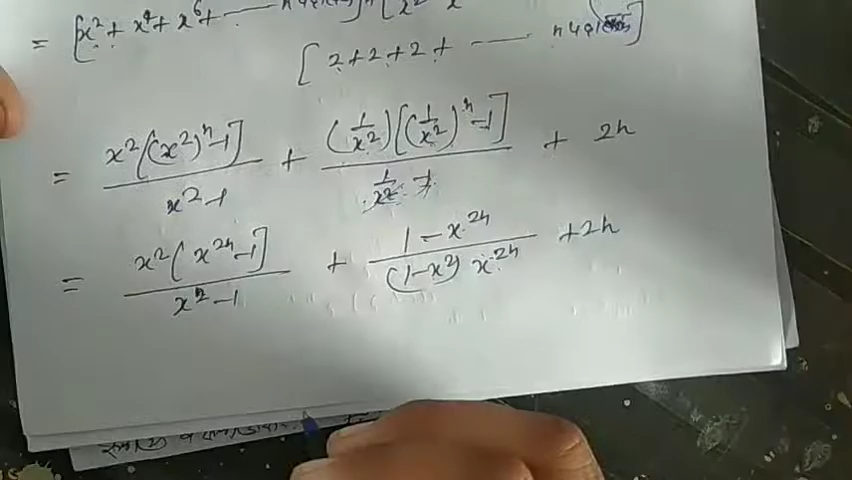 = [x² + x⁴ + x⁶ +
[2+2+2+ ——
= x²[(x²)ⁿ-1] / x²-1 + (1/x²)[(1/x²)ⁿ-1] / 1/x² -1 + 2n
= x²[x²ⁿ-1] / x²-1 + 1-x²ⁿ / (1-x²) x²ⁿ +2n